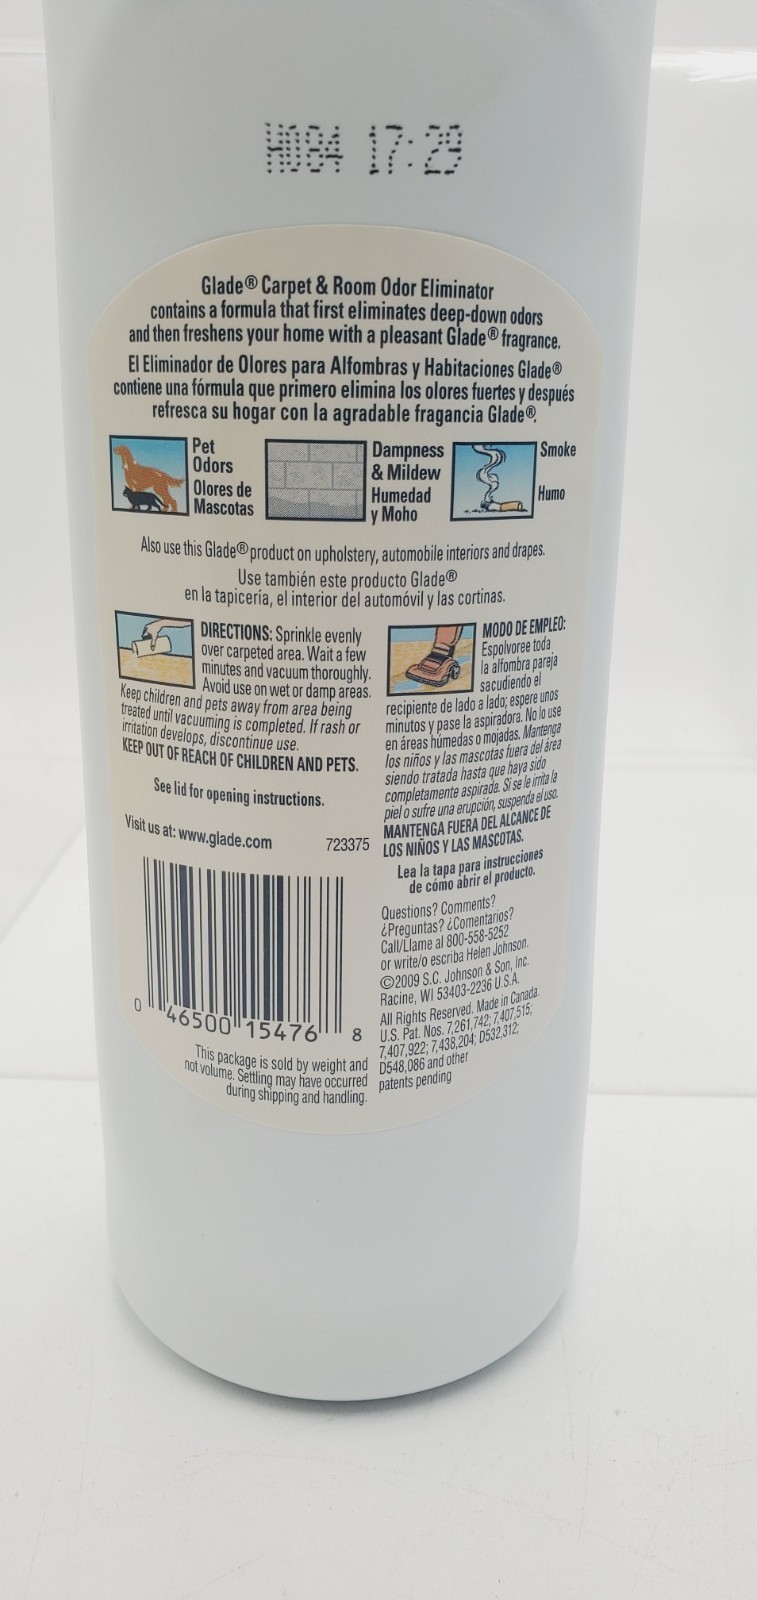 H084 17:29
Glade® Carpet & Room Odor Eliminator
contains a formula that first eliminates deep-down odors
and then freshens your home with a pleasant Glade® fragrance.
El Eliminador de Olores para Alfombras y Habitaciones Glade®
contiene una fórmula que primero elimina los olores fuertes y después
refresca su hogar con la agradable fragancia Glade®.
Pet
Odors
Olores de
Mascotas
Dampness
& Mildew
Humedad
y Moho
Smoke
Humo
Also use this Glade® product on upholstery, automobile interiors and drapes.
Use también este producto Glade®
en la tapicería, el interior del automóvil y las cortinas.
DIRECTIONS: Sprinkle evenly
over carpeted area. Wait a few
minutes and vacuum thoroughly.
Avoid use on wet or damp areas.
Keep children and pets away from area being
treated until vacuuming is completed. If rash or
irritation develops, discontinue use.
KEEP OUT OF REACH OF CHILDREN AND PETS.
See lid for opening instructions.
Visit us at: www.glade.com
723375
0 46500 15476 8
This package is sold by weight and
not volume. Settling may have occurred
during shipping and handling.
MODO DE EMPLEO:
Espolvoree toda
la alfombra pareja
sacudiendo el
recipiente de lado a lado; espere unos
minutos y pase la aspiradora. No lo use
en áreas húmedas o mojadas. Mantenga
los niños y las mascotas fuera del área
siendo tratada hasta que haya sido
completamente aspirada. Si se le irrita la
piel o sufre una erupción, suspenda el uso.
MANTENGA FUERA DEL ALCANCE DE
LOS NIÑOS Y LAS MASCOTAS.
Lea la tapa para instrucciones
de cómo abrir el producto.
Questions? Comments?
¿Preguntas? ¿Comentarios?
Call/Llame al 800-558-5252
or write/o escriba Helen Johnson.
©2009 S.C. Johnson & Son, Inc.
Racine, WI 53403-2236 U.S.A.
All Rights Reserved. Made in Canada.
U.S. Pat. Nos. 7,261,742; 7,407,515;
7,407,922; 7,438,204; D532,312;
D548,086 and other
patents pending